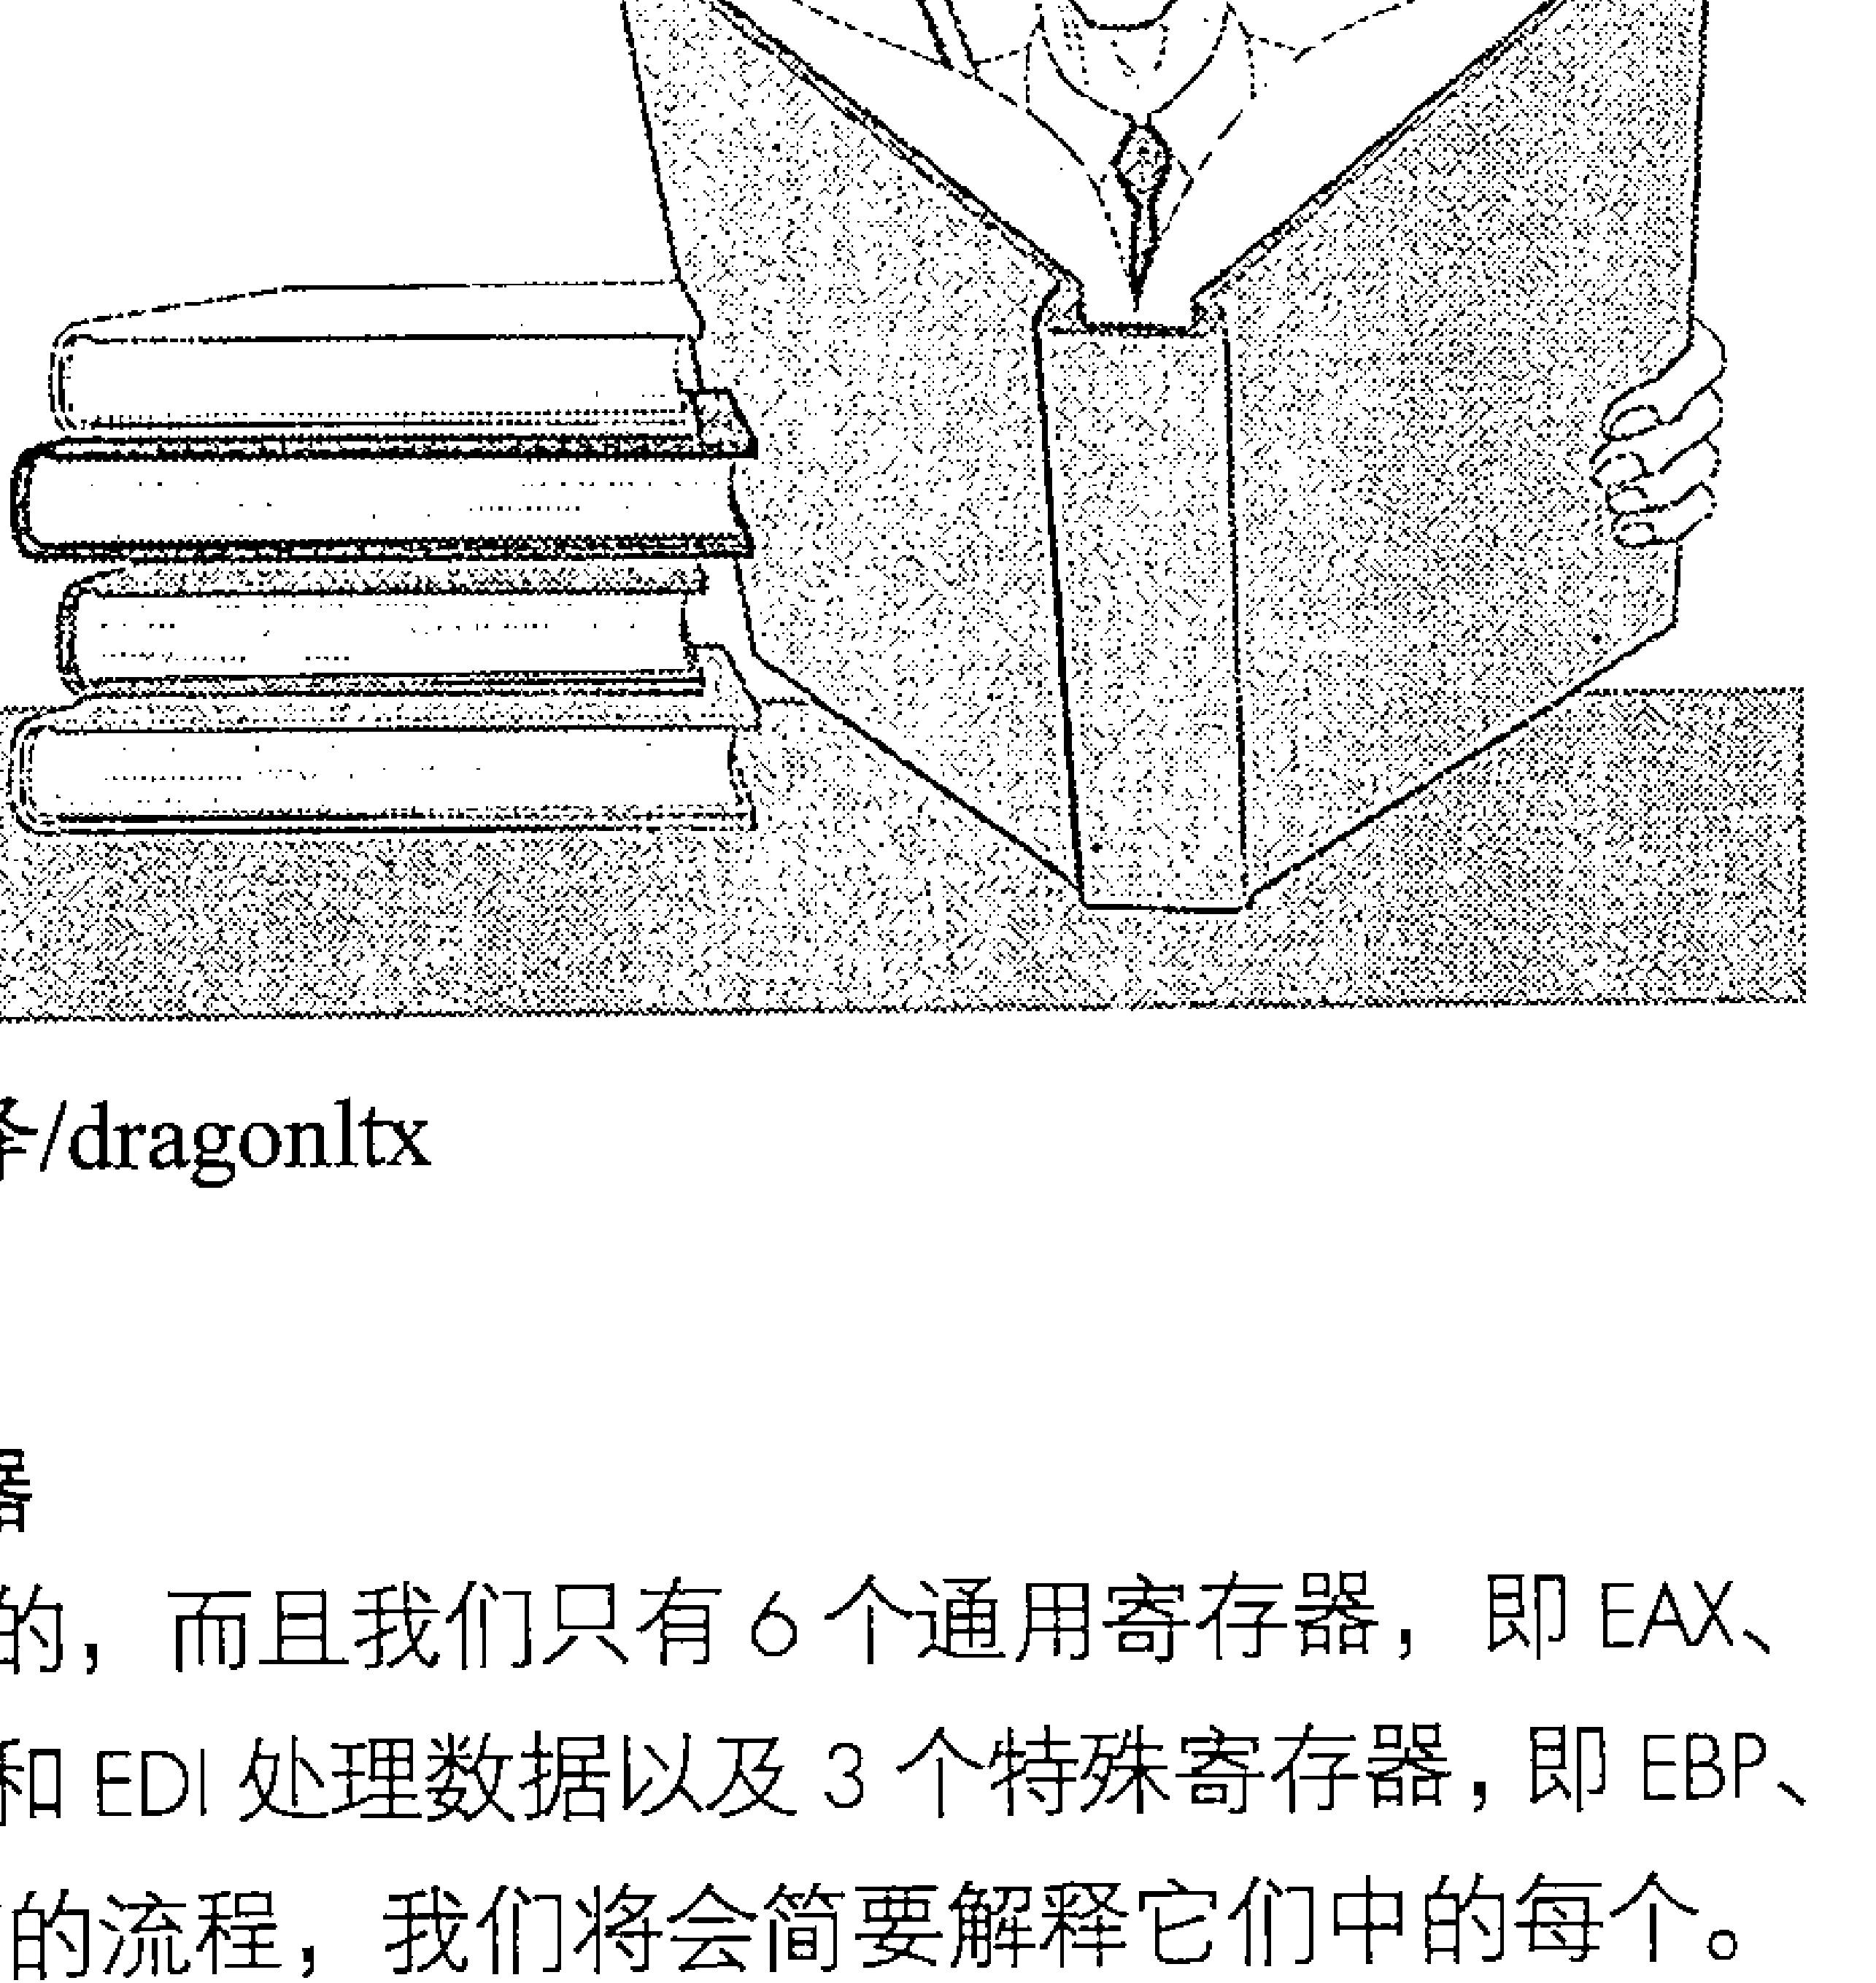 /dragonltx
器
的，而且我们只有 6 个通用寄存器，即 EAX、
和 EDI 处理数据以及 3 个特殊寄存器，即 EBP、
的流程，我们将会简要解释它们中的每个。